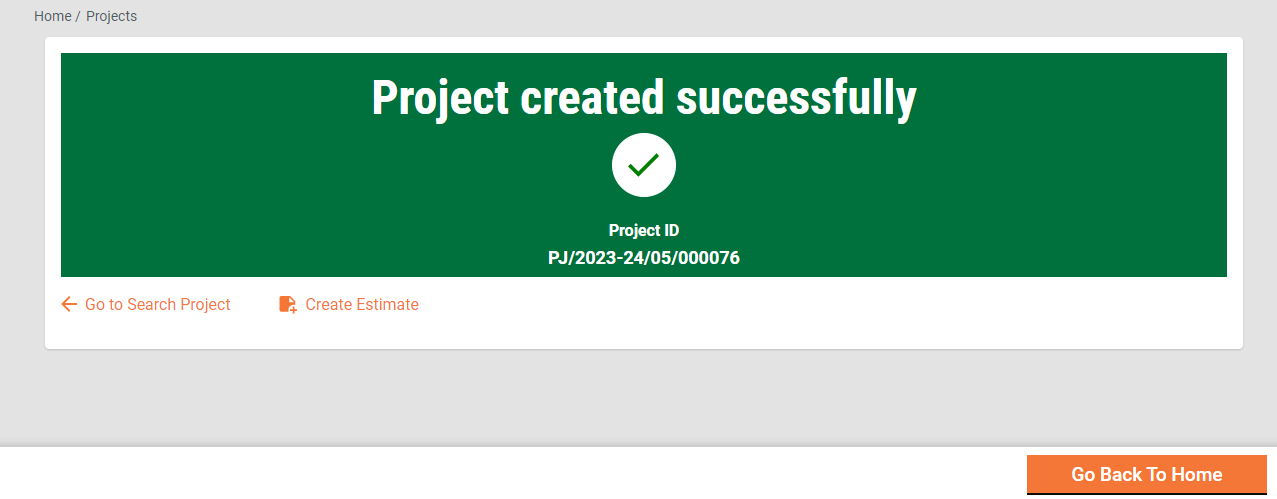 Home / Projects
Project created successfully
Project ID
PJ/2023-24/05/000076
Go to Search Project Create Estimate
Go Back To Home